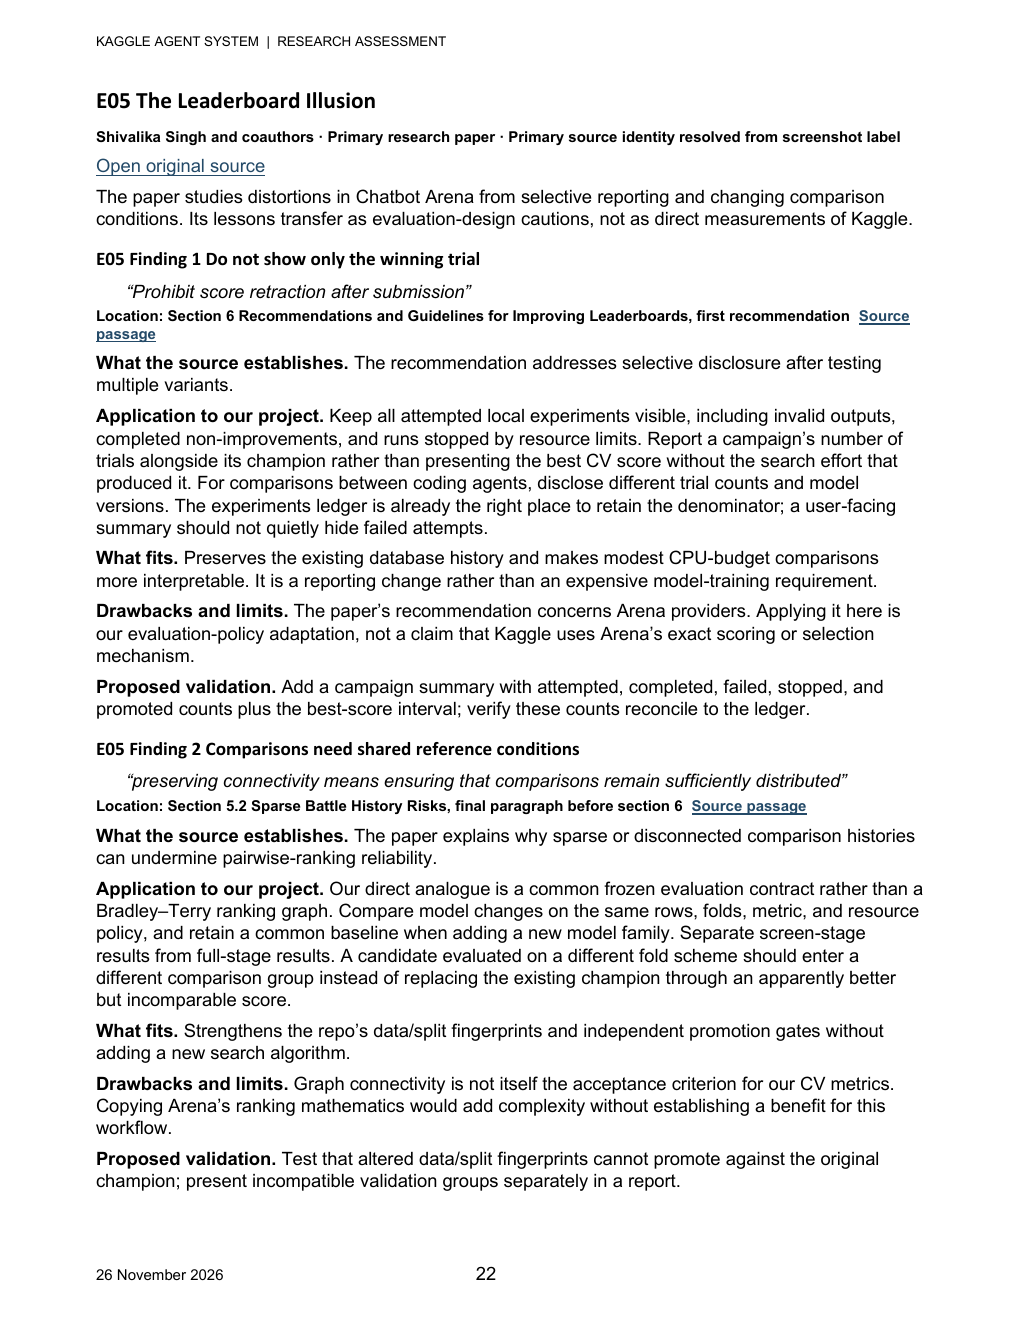 KAGGLE AGENT SYSTEM | RESEARCH ASSESSMENT
E05 The Leaderboard Illusion
Shivalika Singh and coauthors · Primary research paper · Primary source identity resolved from screenshot label
Open original source
The paper studies distortions in Chatbot Arena from selective reporting and changing comparison
conditions. Its lessons transfer as evaluation-design cautions, not as direct measurements of Kaggle.
E05 Finding 1 Do not show only the winning trial
“Prohibit score retraction after submission”
Location: Section 6 Recommendations and Guidelines for Improving Leaderboards, first recommendation Source
passage
What the source establishes. The recommendation addresses selective disclosure after testing
multiple variants.
Application to our project. Keep all attempted local experiments visible, including invalid outputs,
completed non-improvements, and runs stopped by resource limits. Report a campaign’s number of
trials alongside its champion rather than presenting the best CV score without the search effort that
produced it. For comparisons between coding agents, disclose different trial counts and model
versions. The experiments ledger is already the right place to retain the denominator; a user-facing
summary should not quietly hide failed attempts.
What fits. Preserves the existing database history and makes modest CPU-budget comparisons
more interpretable. It is a reporting change rather than an expensive model-training requirement.
Drawbacks and limits. The paper’s recommendation concerns Arena providers. Applying it here is
our evaluation-policy adaptation, not a claim that Kaggle uses Arena’s exact scoring or selection
mechanism.
Proposed validation. Add a campaign summary with attempted, completed, failed, stopped, and
promoted counts plus the best-score interval; verify these counts reconcile to the ledger.
E05 Finding 2 Comparisons need shared reference conditions
“preserving connectivity means ensuring that comparisons remain sufficiently distributed”
Location: Section 5.2 Sparse Battle History Risks, final paragraph before section 6 Source passage
What the source establishes. The paper explains why sparse or disconnected comparison histories
can undermine pairwise-ranking reliability.
Application to our project. Our direct analogue is a common frozen evaluation contract rather than a
Bradley–Terry ranking graph. Compare model changes on the same rows, folds, metric, and resource
policy, and retain a common baseline when adding a new model family. Separate screen-stage
results from full-stage results. A candidate evaluated on a different fold scheme should enter a
different comparison group instead of replacing the existing champion through an apparently better
but incomparable score.
What fits. Strengthens the repo’s data/split fingerprints and independent promotion gates without
adding a new search algorithm.
Drawbacks and limits. Graph connectivity is not itself the acceptance criterion for our CV metrics.
Copying Arena’s ranking mathematics would add complexity without establishing a benefit for this
workflow.
Proposed validation. Test that altered data/split fingerprints cannot promote against the original
champion; present incompatible validation groups separately in a report.
26 November 2026
22